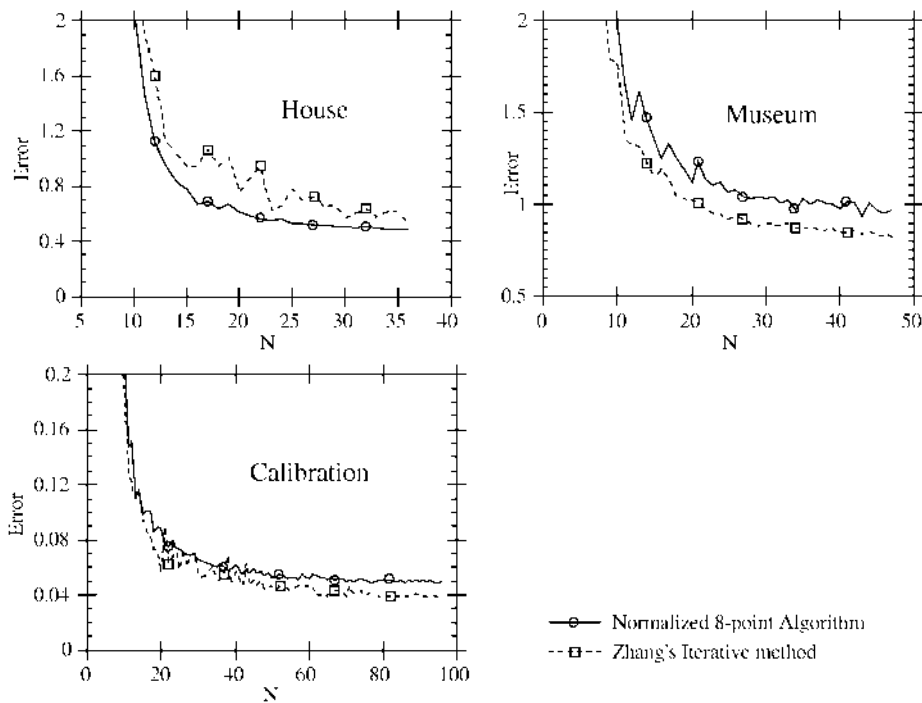 2
1.6
1.2
0.8
0.4
0
Error
House
5 10 15 20 25 30 35 40
N
2
1.5
1
0.5
Error
Museum
0 10 20 30 40 50
N
0.2
0.16
0.12
0.08
0.04
0
Error
Calibration
0 20 40 60 80 100
N
Normalized 8-point Algorithm
Zhang's Iterative method